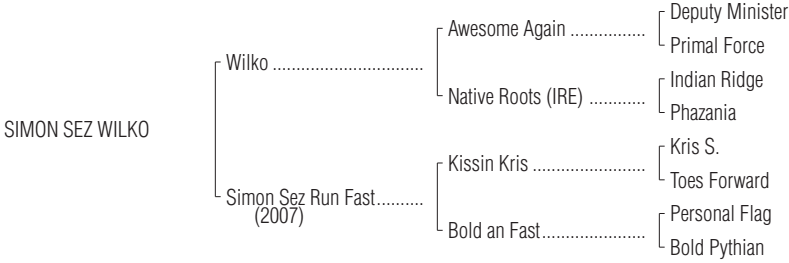 Deputy Minister
Awesome Again ................
Primal Force
Wilko ................................
Indian Ridge
Native Roots (IRE) ............
Phazania
SIMON SEZ WILKO
Kris S.
Kissin Kris ........................
Toes Forward
Simon Sez Run Fast..........
(2007)
Personal Flag
Bold an Fast......................
Bold Pythian